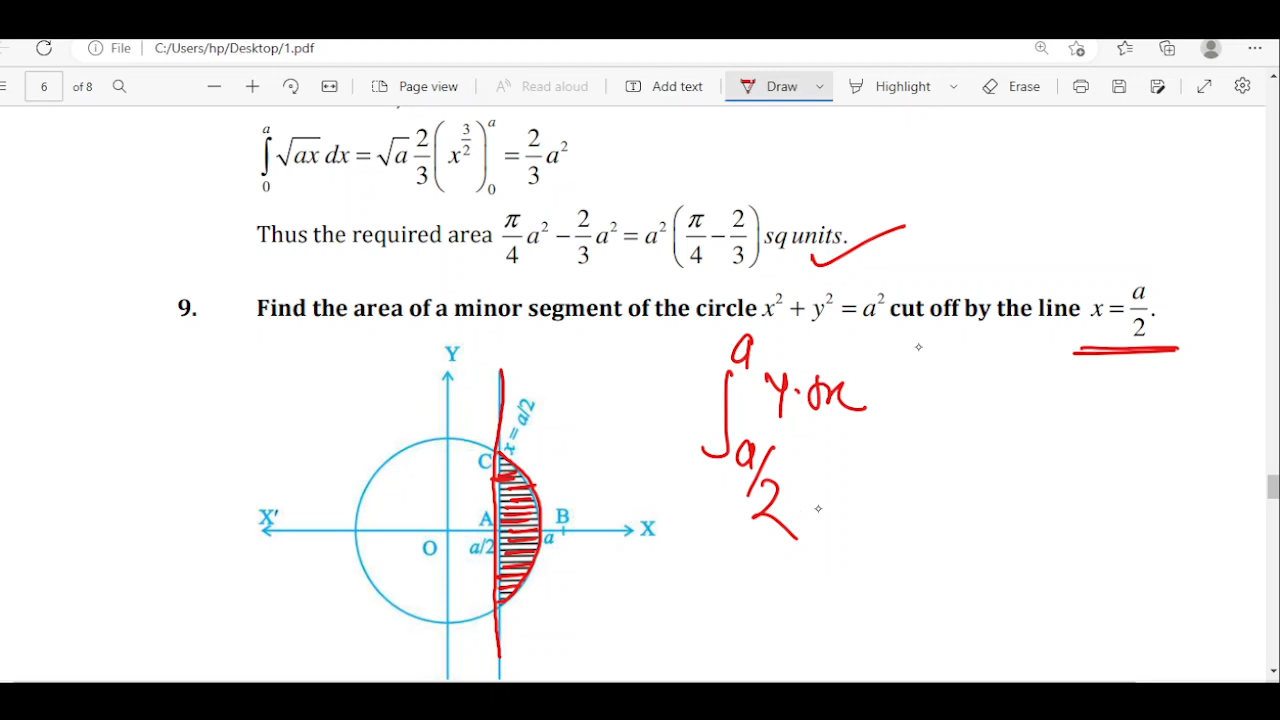 File C:/Users/hp/Desktop/1.pdf
6 of 8 Page view Read aloud Add text Draw Highlight Erase
∫₀ᵃ √ax dx = √a 2/3 (x^(3/2))₀ᵃ = 2/3 a²
Thus the required area π/4 a² − 2/3 a² = a² (π/4 − 2/3) sq units.
9. Find the area of a minor segment of the circle x² + y² = a² cut off by the line x = a/2.
Y
a
y·dx
a/2
x = a/2
C
X'
A
B
X
O
a/2
a